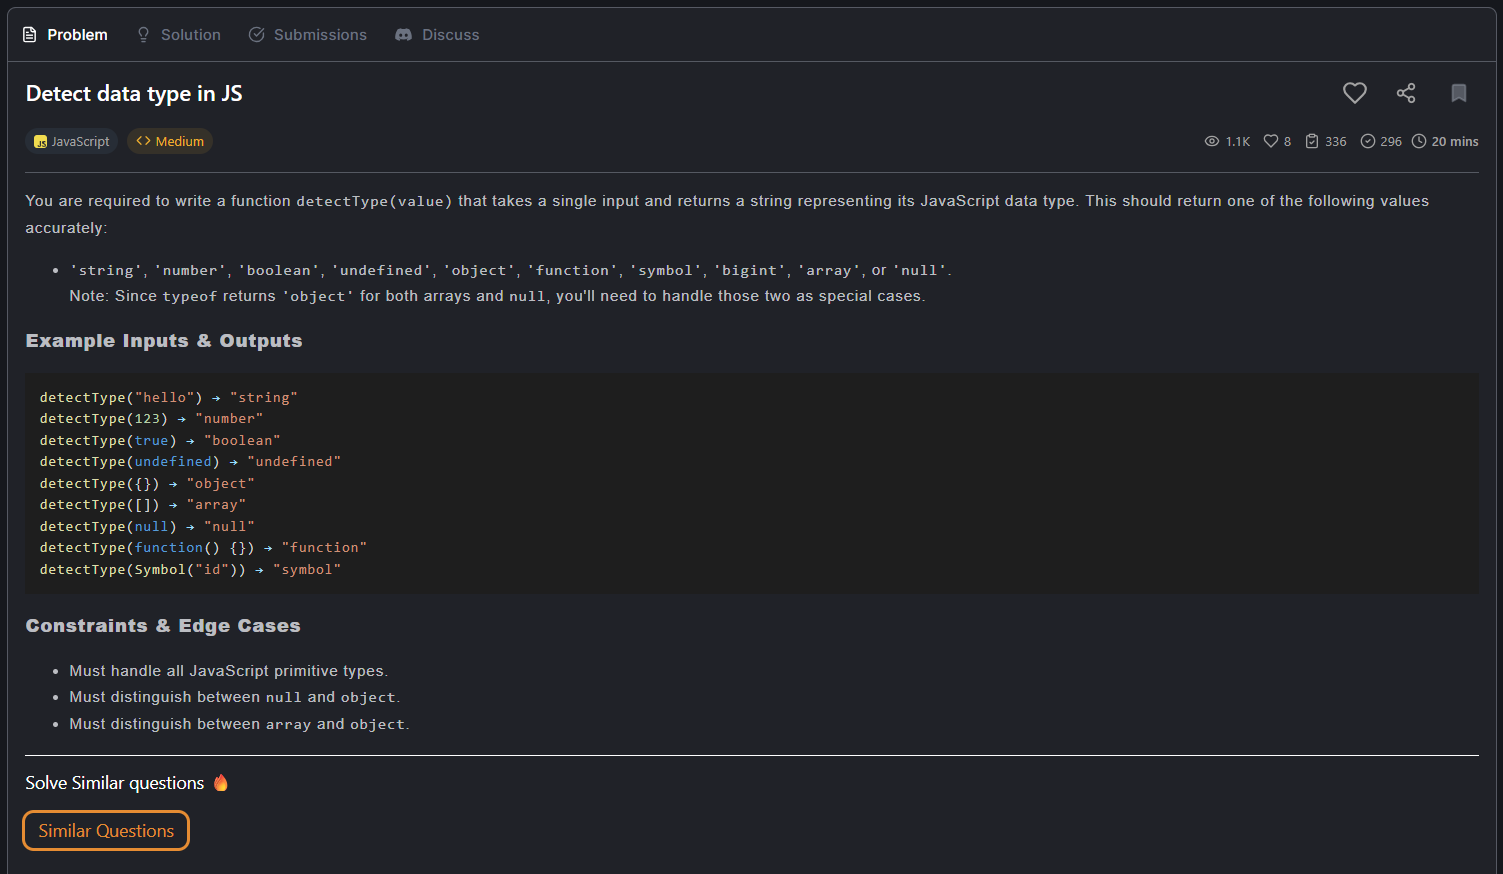 Problem Solution Submissions Discuss
Detect data type in JS
JS JavaScript <> Medium 1.1K 8 336 296 20 mins
You are required to write a function detectType(value) that takes a single input and returns a string representing its JavaScript data type. This should return one of the following values
accurately:
• 'string', 'number', 'boolean', 'undefined', 'object', 'function', 'symbol', 'bigint', 'array', or 'null'.
Note: Since typeof returns 'object' for both arrays and null, you'll need to handle those two as special cases.
Example Inputs & Outputs
detectType("hello") → "string"
detectType(123) → "number"
detectType(true) → "boolean"
detectType(undefined) → "undefined"
detectType({}) → "object"
detectType([]) → "array"
detectType(null) → "null"
detectType(function() {}) → "function"
detectType(Symbol("id")) → "symbol"
Constraints & Edge Cases
• Must handle all JavaScript primitive types.
• Must distinguish between null and object.
• Must distinguish between array and object.
Solve Similar questions 🔥
Similar Questions